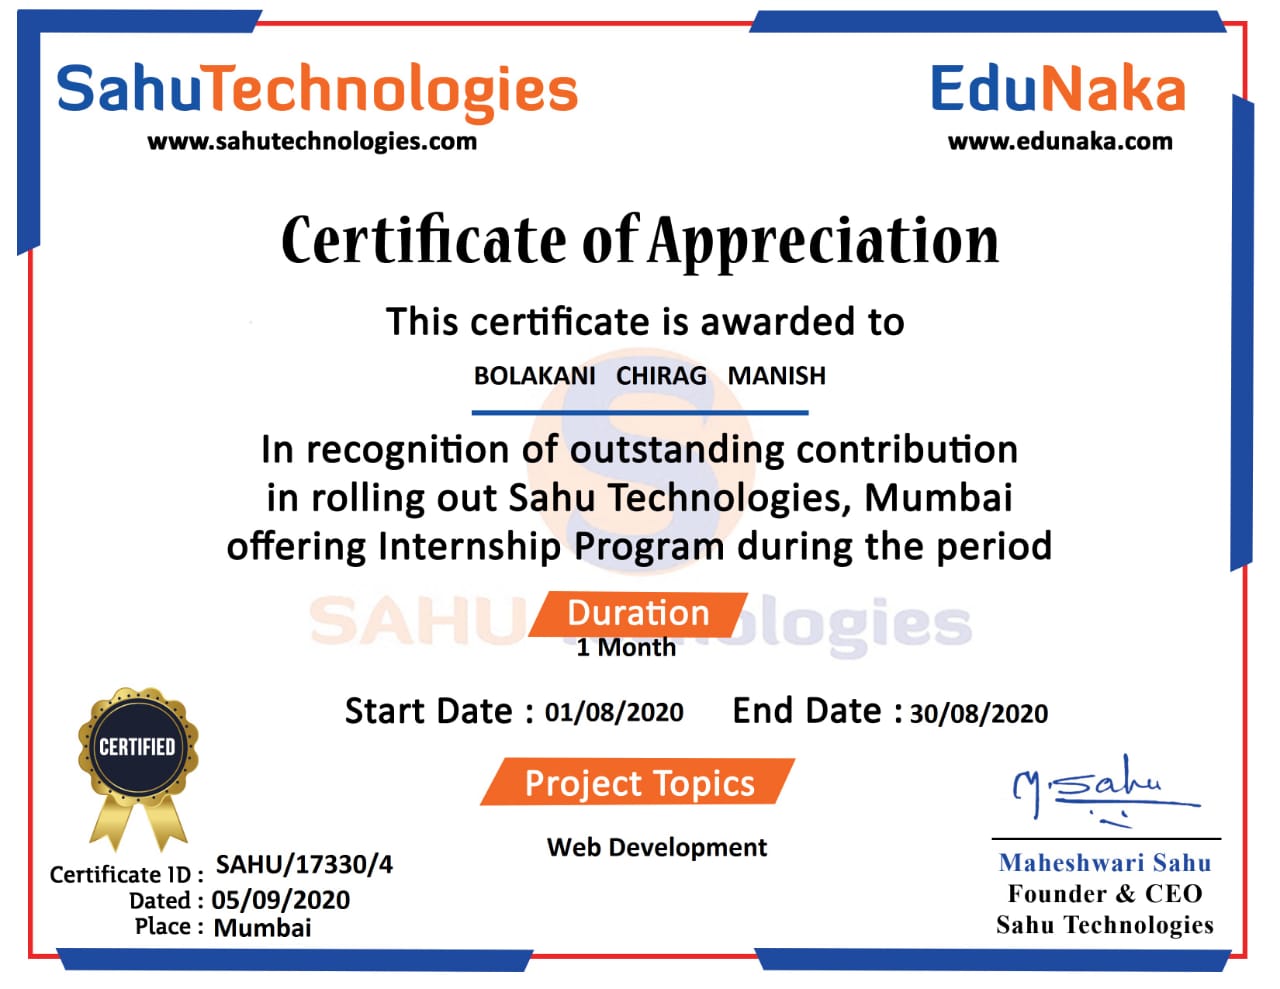 SahuTechnologies
www.sahutechnologies.com
EduNaka
www.edunaka.com
Certificate of Appreciation
This certificate is awarded to
BOLAKANI CHIRAG MANISH
In recognition of outstanding contribution
in rolling out Sahu Technologies, Mumbai
offering Internship Program during the period
SAHU nologies
Duration
1 Month
Start Date : 01/08/2020 End Date : 30/08/2020
Project Topics
Web Development
CERTIFIED
Certificate ID : SAHU/17330/4
Dated : 05/09/2020
Place : Mumbai
M. Sahu
Maheshwari Sahu
Founder & CEO
Sahu Technologies